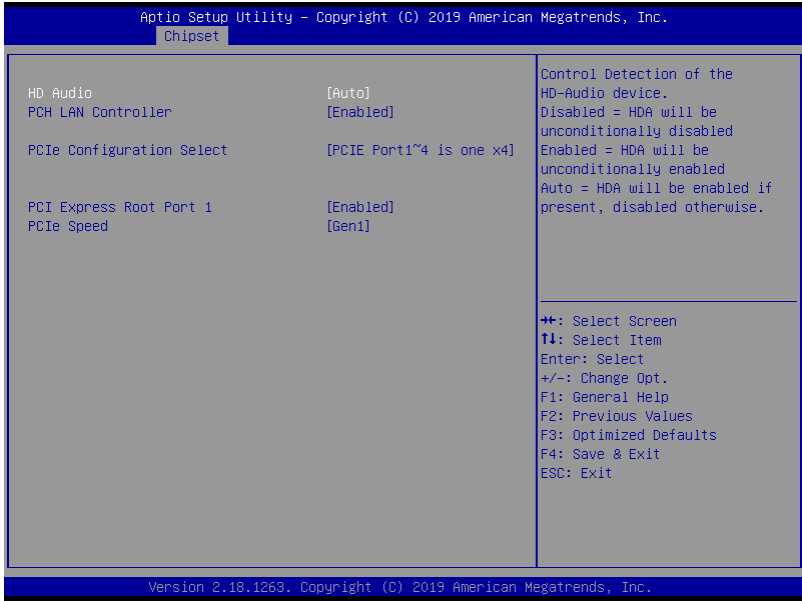 Aptio Setup Utility – Copyright (C) 2019 American Megatrends, Inc.
Chipset
HD Audio [Auto]
PCH LAN Controller [Enabled]
PCIe Configuration Select [PCIE Port1~4 is one x4]
PCI Express Root Port 1 [Enabled]
PCIe Speed [Gen1]
Control Detection of the
HD-Audio device.
Disabled = HDA will be
unconditionally disabled
Enabled = HDA will be
unconditionally enabled
Auto = HDA will be enabled if
present, disabled otherwise.
→←: Select Screen
↑↓: Select Item
Enter: Select
+/-: Change Opt.
F1: General Help
F2: Previous Values
F3: Optimized Defaults
F4: Save & Exit
ESC: Exit
Version 2.18.1263. Copyright (C) 2019 American Megatrends, Inc.